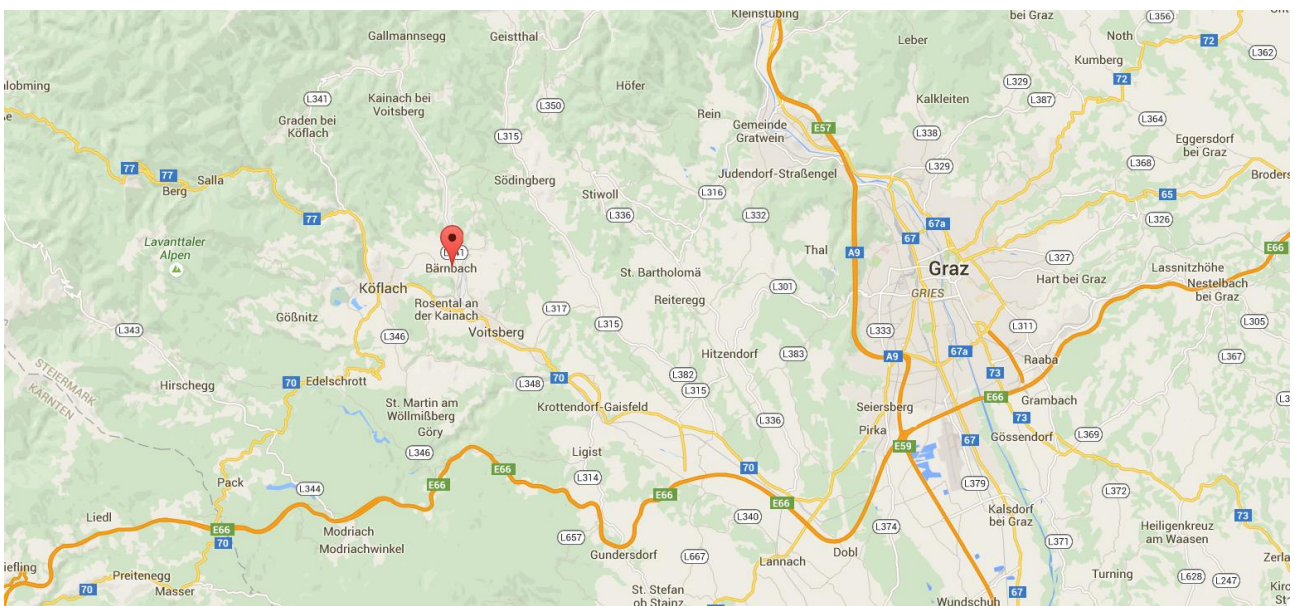 Kleinstübing
bei Graz
L356
Gallmannsegg
Geistthal
Leber
Noth
72
L362
Kumberg
72
nlobming
Höfer
L329
L387
L341
Kainach bei
Voitsberg
L350
Kalkleiten
Graden bei
Köflach
Rein
L364
L315
Gemeinde
Gratwein
E57
L338
Eggersdorf
bei Graz
77
77
Salla
Berg
L329
L368
Södingberg
Judendorf-Straßengel
Broders
Stiwoll
L316
65
77
L336
L332
L326
67a
67
Lavanttaler
Alpen
Thal
A9
E66
Bärnbach
St. Bartholomä
Graz
L327
Lassnitzhöhe
Hart bei Graz
Nestelbach
bei Graz
Köflach
L301
GRIES
Rosental an
der Kainach
Reiteregg
Gößnitz
L317
L315
L305
L343
L346
Voitsberg
L333
L311
Hitzendorf
L383
67a
A9
Raaba
L367
STEIERMARK
KÄRNTEN
Hirschegg
70
Edelschrott
L348
70
L382
L315
73
E66
Grambach
St. Martin am
Wöllmißberg
Krottendorf-Gaisfeld
Seiersberg
L336
73
Göry
Pirka
Gössendorf
L369
L346
Ligist
E59
67
E66
E66
70
Pack
L344
L314
E66
E66
L379
L372
Liedl
Modriach
E66
70
L340
L374
Kalsdorf
bei Graz
73
Modriachwinkel
L657
Gundersdorf
Dobl
L371
Heiligenkreuz
am Waasen
L667
Lannach
70
Preitenegg
Masser
St. Stefan
ob Stainz
Turning
L628
L247
67
Wundschuh